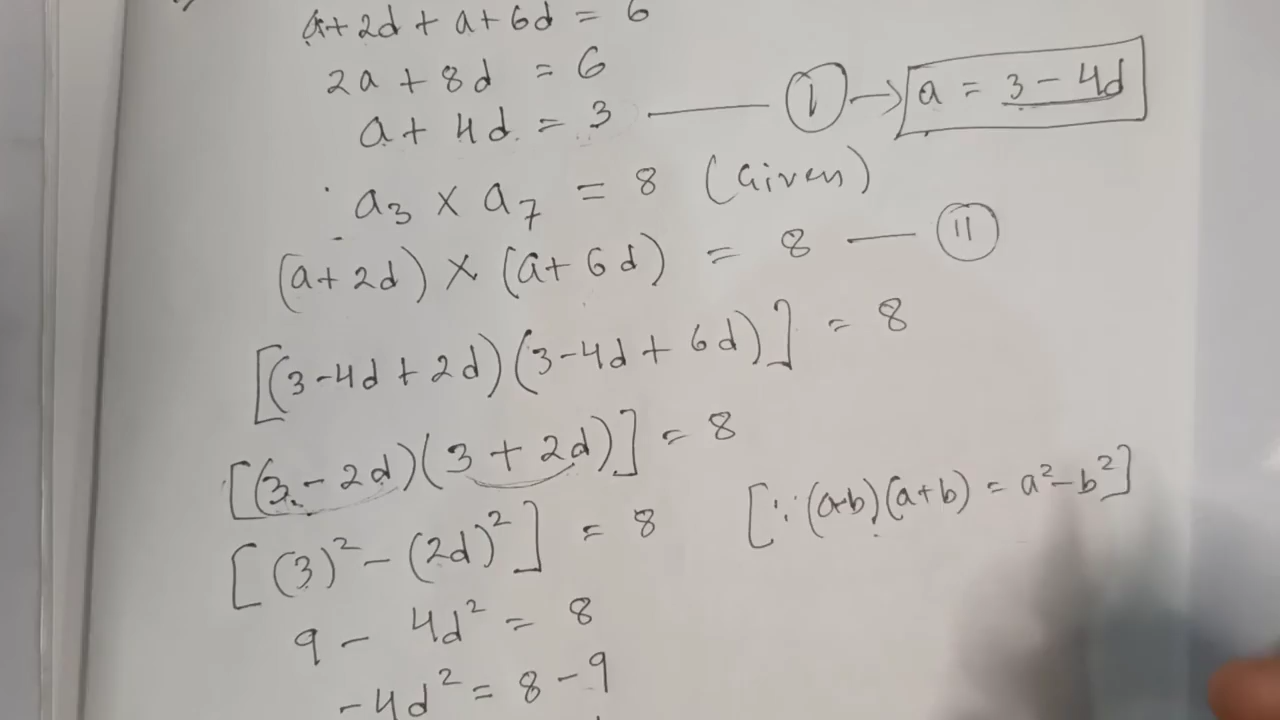 a+2d + a+6d = 6
2a + 8d = 6
a + 4d = 3 —— I → a = 3 - 4d
a3 × a7 = 8 (Given)
(a+2d) × (a+6d) = 8 — II
[(3-4d+2d)(3-4d+6d)] = 8
[(3-2d)(3+2d)] = 8
[(3)² - (2d)²] = 8 [∵ (a-b)(a+b) = a²-b²]
9 - 4d² = 8
-4d² = 8-9